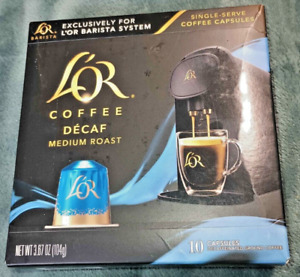 L'OR
BARISTA
EXCLUSIVELY FOR
L'OR BARISTA SYSTEM
SINGLE-SERVE
COFFEE CAPSULES
L'OR
COFFEE
DÉCAF
MEDIUM ROAST
L'OR
L'OR
NET WT 3.67 OZ (104g)
10 CAPSULES